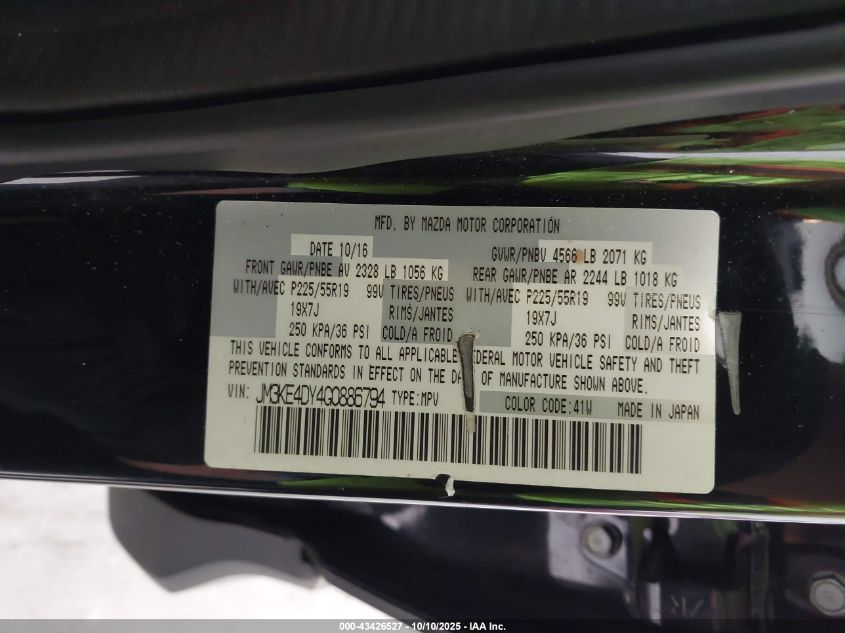 MFD. BY MAZDA MOTOR CORPORATION
DATE 10/16 GVWR/PNBV 4566 LB 2071 KG
FRONT GAWR/PNBE AV 2328 LB 1056 KG REAR GAWR/PNBE AR 2244 LB 1018 KG
WITH/AVEC P225/55R19 99V TIRES/PNEUS WITH/AVEC P225/55R19 99V TIRES/PNEUS
19X7J RIMS/JANTES 19X7J RIMS/JANTES
250 KPA/36 PSI COLD/A FROID 250 KPA/36 PSI COLD/A FROID
THIS VEHICLE CONFORMS TO ALL APPLICABLE FEDERAL MOTOR VEHICLE SAFETY AND THEFT
PREVENTION STANDARDS IN EFFECT ON THE DATE OF MANUFACTURE SHOWN ABOVE.
VIN: JM3KE4DY4G0886794 TYPE:MPV COLOR CODE:41W MADE IN JAPAN
000-43426527 - 10/10/2025 - IAA Inc.